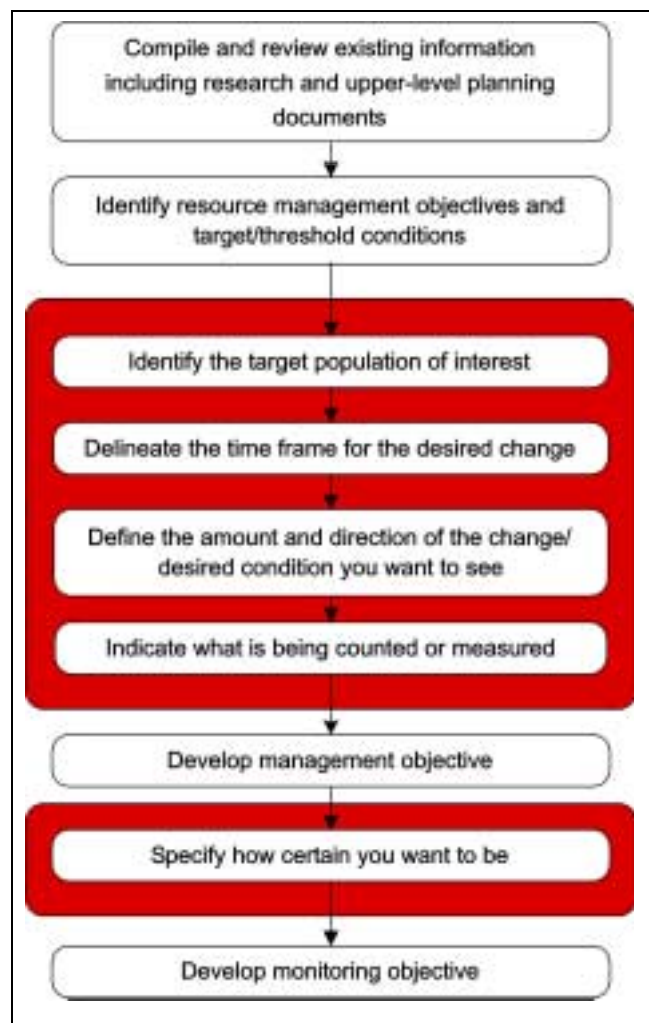 Compile and review existing information
including research and upper-level planning
documents
Identify resource management objectives and
target/threshold conditions
Identify the target population of interest
Delineate the time frame for the desired change
Define the amount and direction of the change/
desired condition you want to see
Indicate what is being counted or measured
Develop management objective
Specify how certain you want to be
Develop monitoring objective